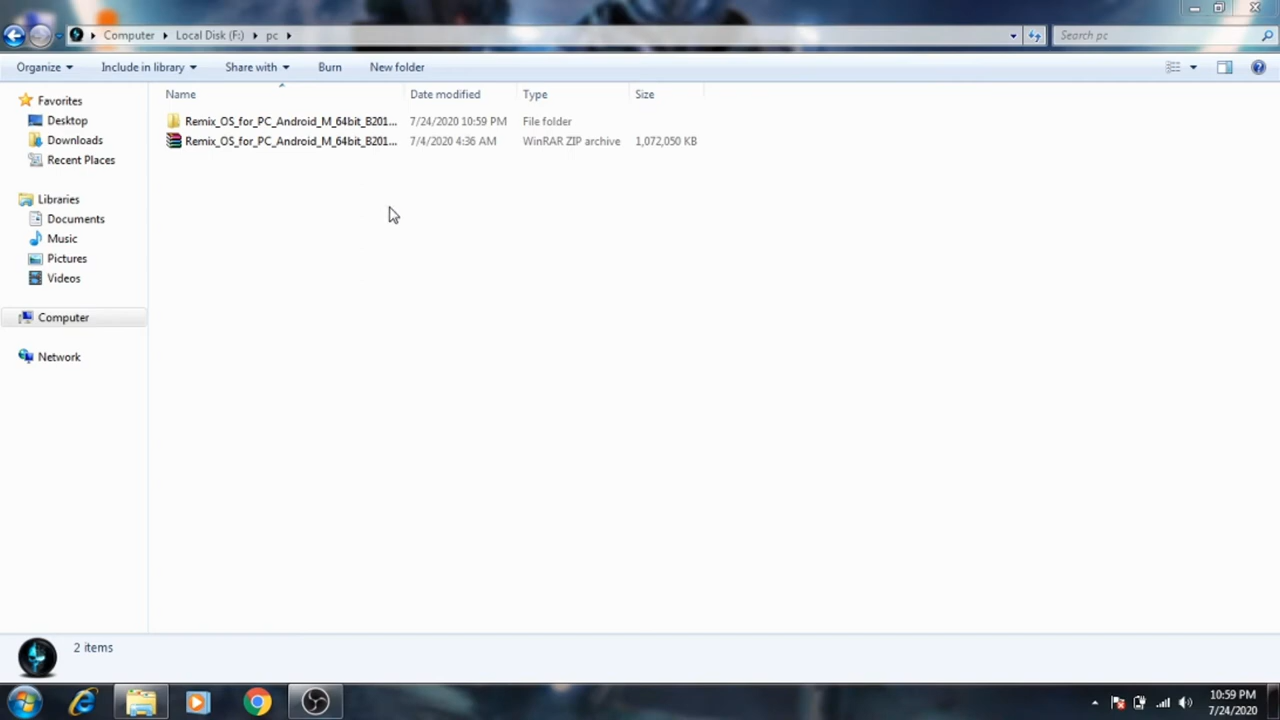 Computer Local Disk (F:) pc Search pc
Organize Include in library Share with Burn New folder
Name Date modified Type Size
Remix_OS_for_PC_Android_M_64bit_B201... 7/24/2020 10:59 PM File folder
Remix_OS_for_PC_Android_M_64bit_B201... 7/4/2020 4:36 AM WinRAR ZIP archive 1,072,050 KB
Favorites
Desktop
Downloads
Recent Places
Libraries
Documents
Music
Pictures
Videos
Computer
Network
2 items
10:59 PM
7/24/2020